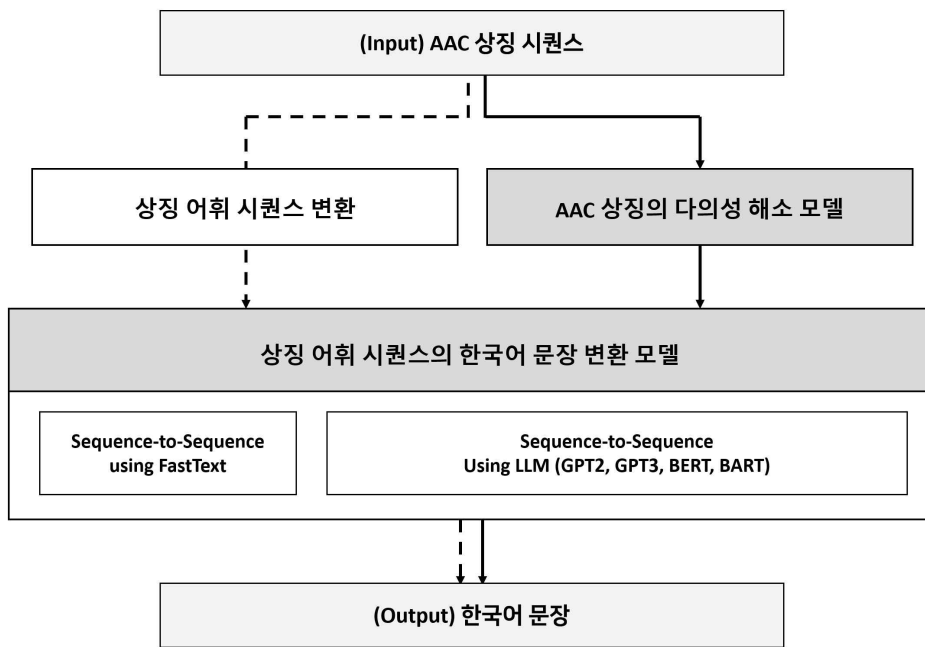 (Input) AAC 상징 시퀀스
상징 어휘 시퀀스 변환
AAC 상징의 다의성 해소 모델
상징 어휘 시퀀스의 한국어 문장 변환 모델
Sequence-to-Sequence
using FastText
Sequence-to-Sequence
Using LLM (GPT2, GPT3, BERT, BART)
(Output) 한국어 문장